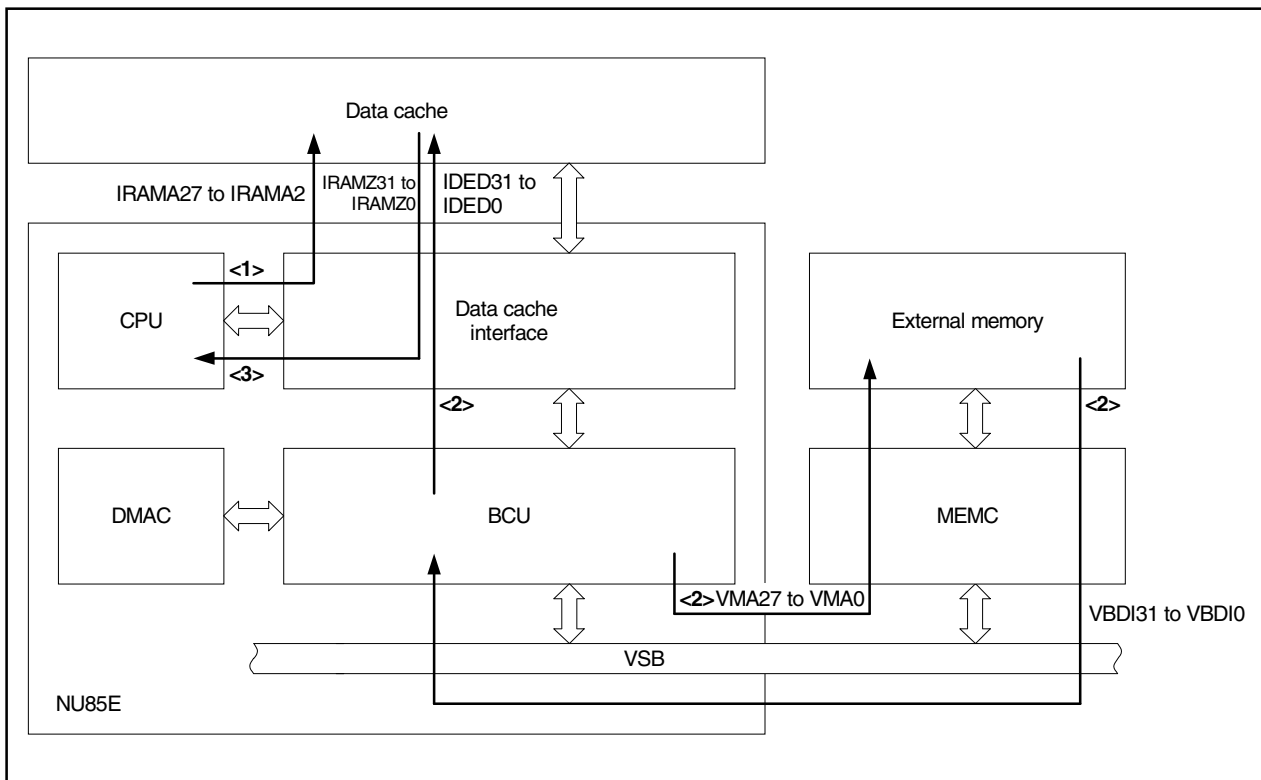 Data cache
IRAMA27 to IRAMA2
IRAMZ31 to
IRAMZ0
IDED31 to
IDED0
<1>
CPU
<3>
Data cache
interface
<2>
External memory
<2>
DMAC
BCU
MEMC
<2>VMA27 to VMA0
VBDI31 to VBDI0
VSB
NU85E